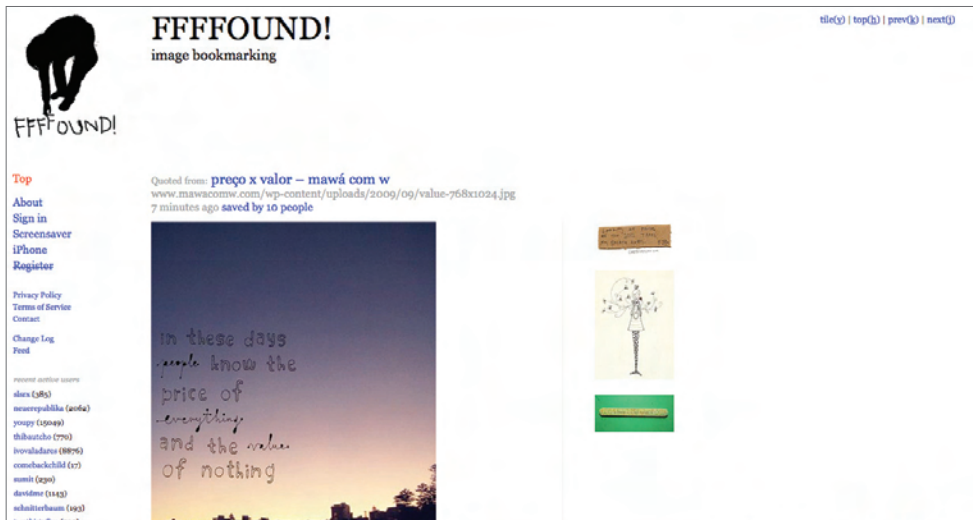 FFFFOUND!
image bookmarking
tile(y) | top(h) | prev(k) | next(j)
FFFFOUND!
Top
About
Sign in
Screensaver
iPhone
Register
Privacy Policy
Terms of Service
Contact
Change Log
Feed
recent active users
(385)
neuerepublika (2062)
youpy (15049)
thibautcho (770)
ivovaladares (8876)
comebackchild (17)
sumit (230)
davidme (1143)
schnitterbaum (193)
Quoted from: preço x valor – mawá com w
www.mawacomw.com/wp-content/uploads/2009/09/value-768x1024.jpg
7 minutes ago saved by 10 people
in these days
people know the
price of
everything
and the value
of nothing